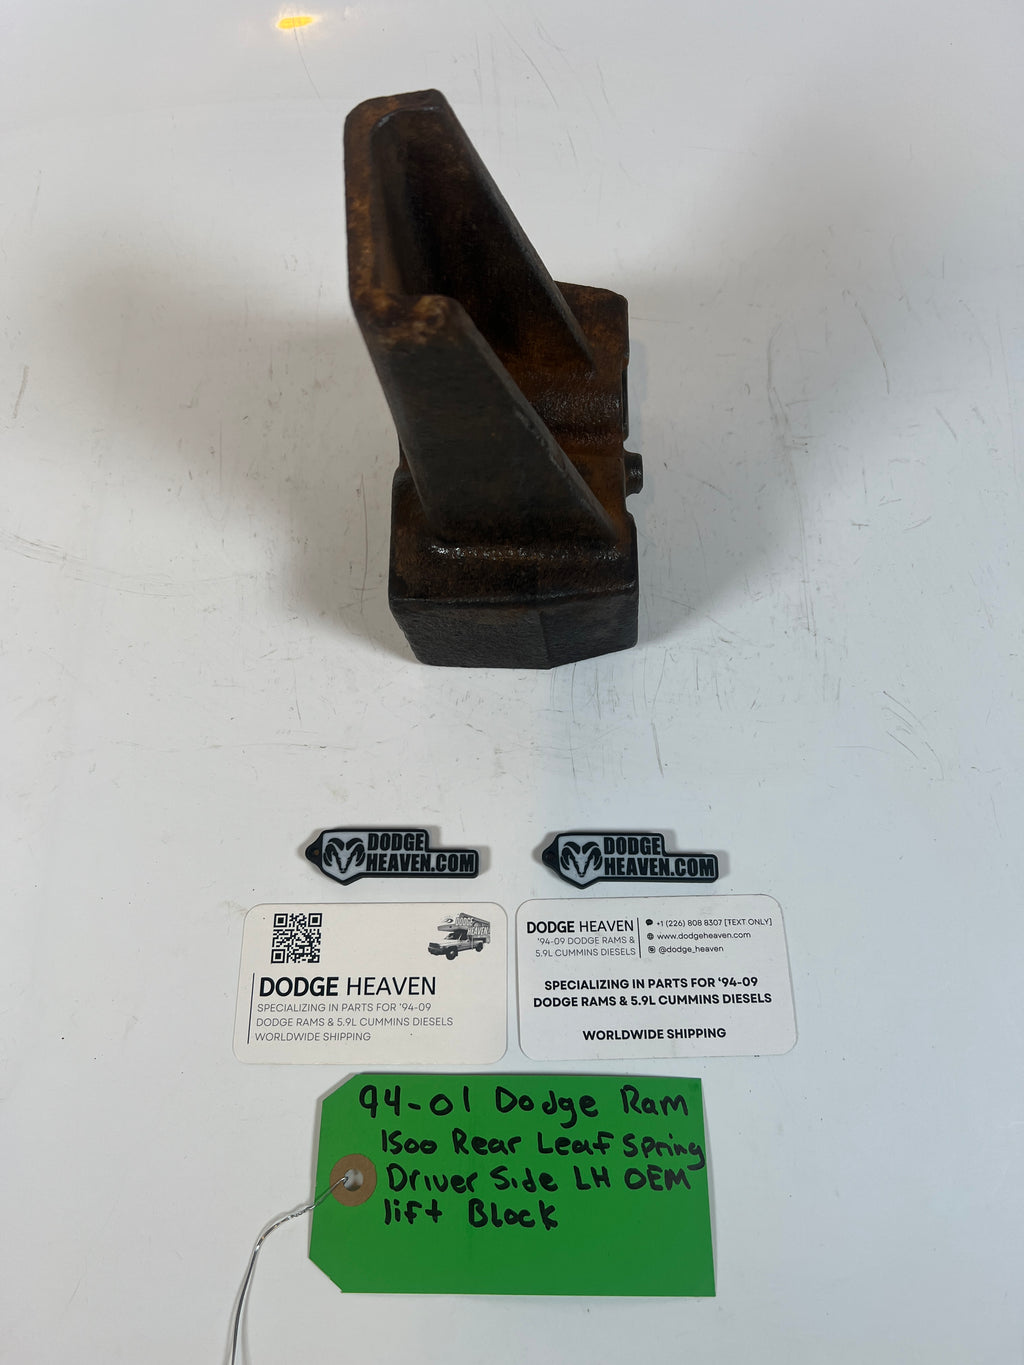 DODGE
HEAVEN.COM
DODGE
HEAVEN.COM
DODGE
HEAVEN
DODGE HEAVEN
SPECIALIZING IN PARTS FOR '94-09
DODGE RAMS & 5.9L CUMMINS DIESELS
WORLDWIDE SHIPPING
DODGE HEAVEN
'94-09 DODGE RAMS &
5.9L CUMMINS DIESELS
+1 (226) 808 8307 [TEXT ONLY]
www.dodgeheaven.com
@dodge_heaven
SPECIALIZING IN PARTS FOR '94-09
DODGE RAMS & 5.9L CUMMINS DIESELS
WORLDWIDE SHIPPING
94-01 Dodge Ram
1500 Rear Leaf Spring
Driver Side LH OEM
lift Block